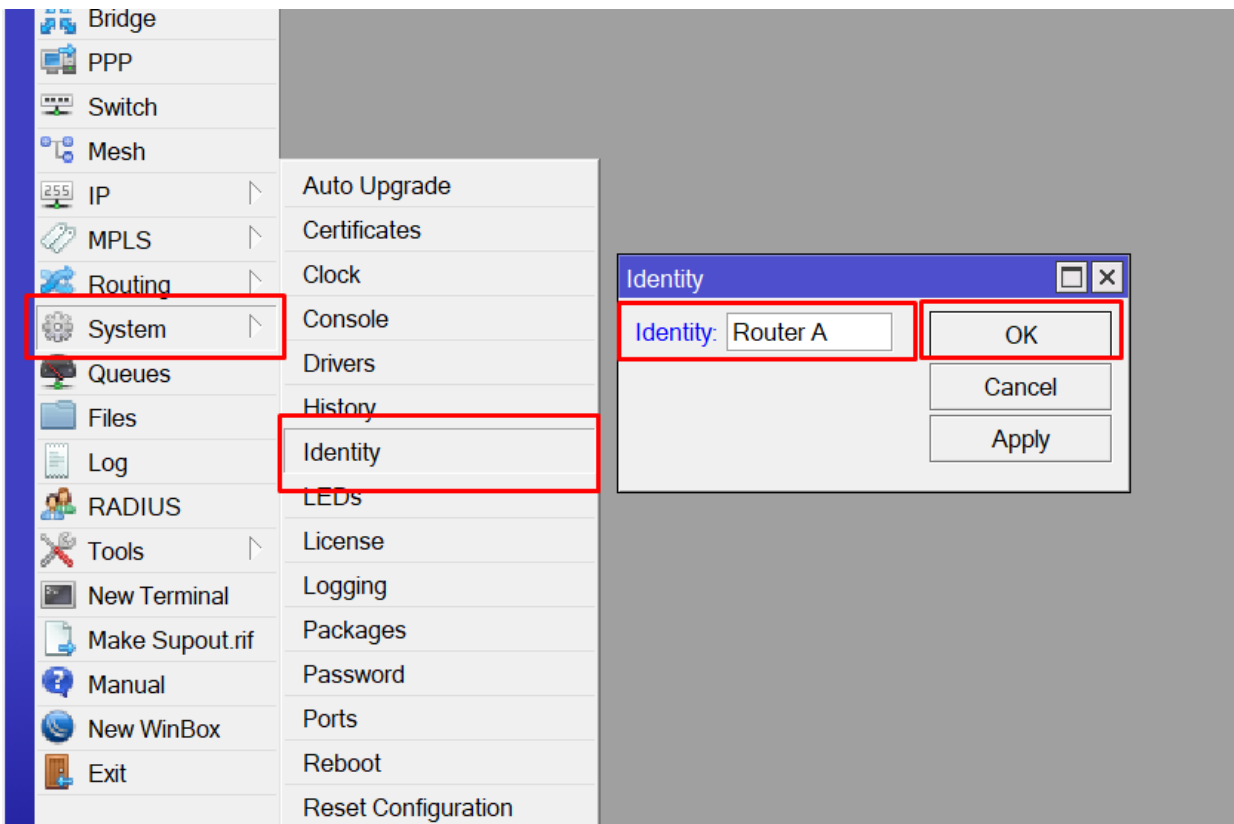 Bridge
PPP
Switch
Mesh
255
IP
MPLS
Routing
System
Queues
Files
Log
RADIUS
Tools
New Terminal
Make Supout.rif
Manual
New WinBox
Exit
Auto Upgrade
Certificates
Clock
Console
Drivers
History
Identity
LEDs
License
Logging
Packages
Password
Ports
Reboot
Reset Configuration
Identity
Identity: Router A
OK
Cancel
Apply